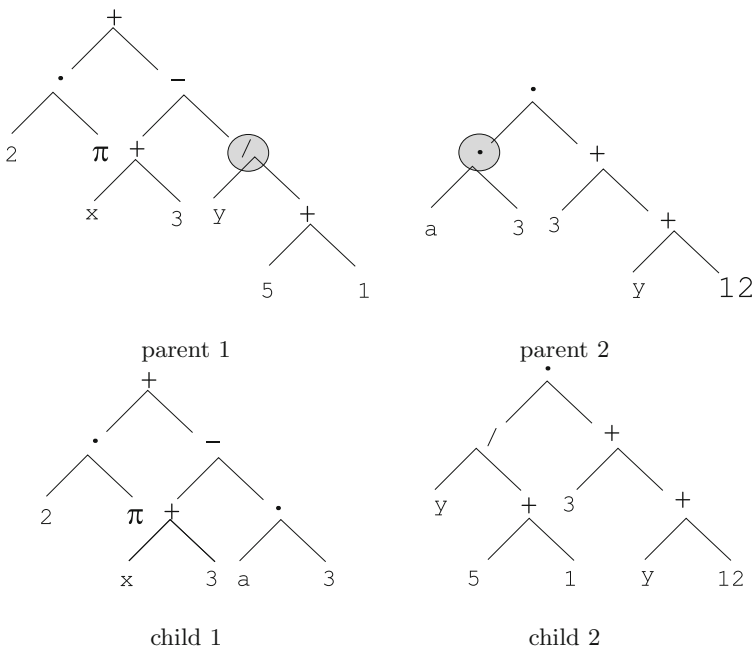 +
· −
·
2 π + / · +
x 3 y + a 3 3 +
5 1 y 12
parent 1 parent 2
+ ·
· − / +
2 π + · y + 3 +
x 3 a 3 5 1 y 12
child 1 child 2